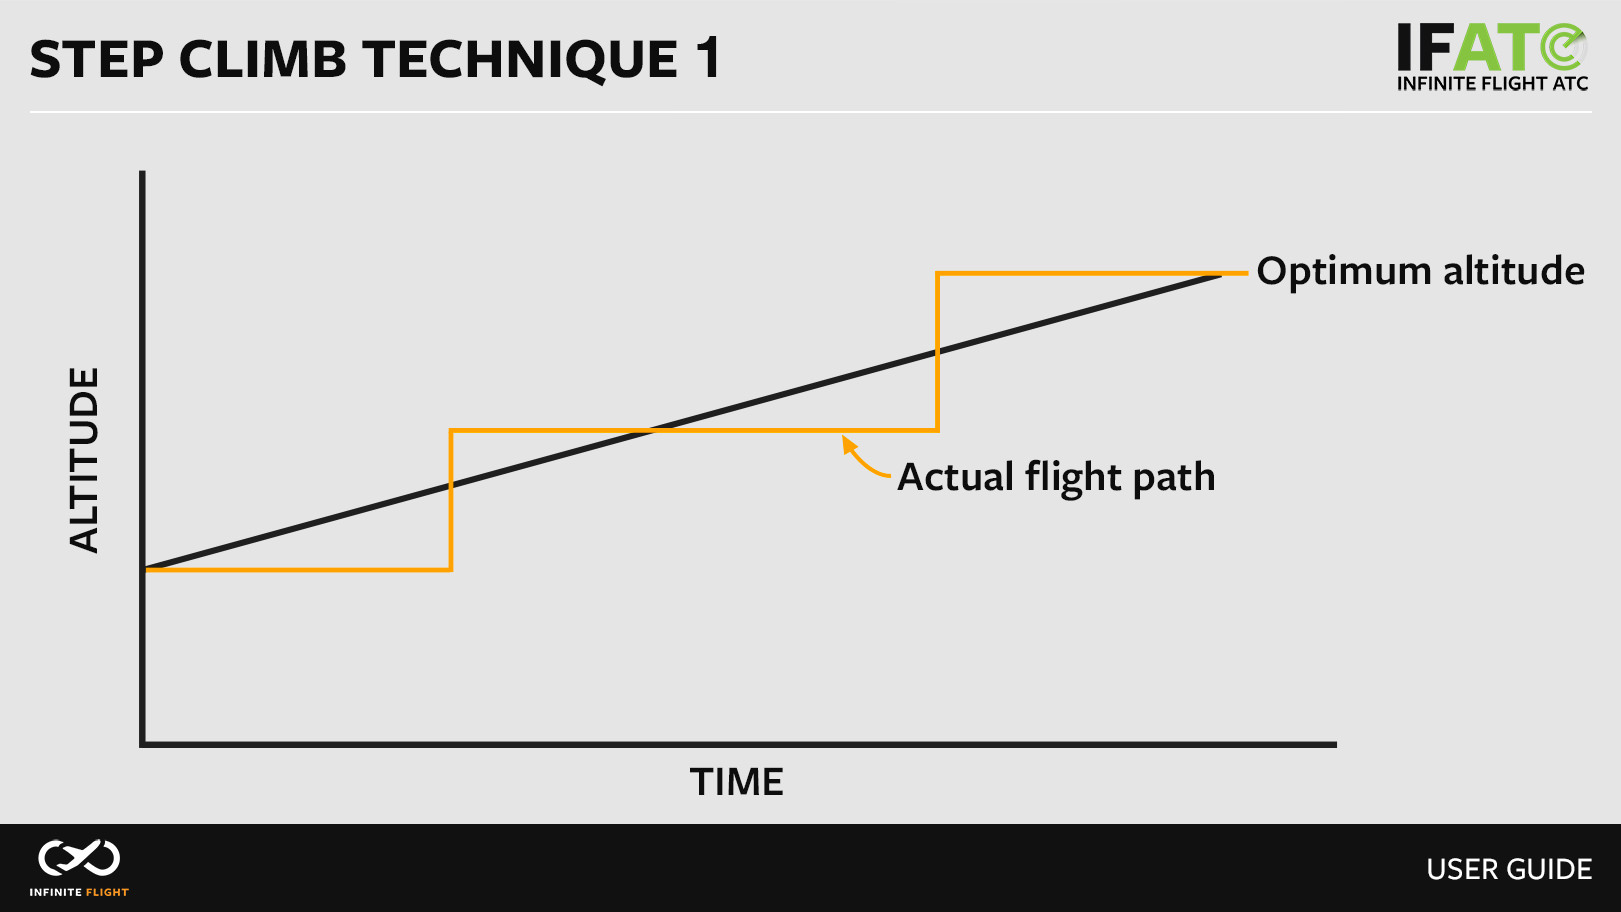 STEP CLIMB TECHNIQUE 1
IFATC
INFINITE FLIGHT ATC
Optimum altitude
Actual flight path
ALTITUDE
TIME
INFINITE FLIGHT
USER GUIDE